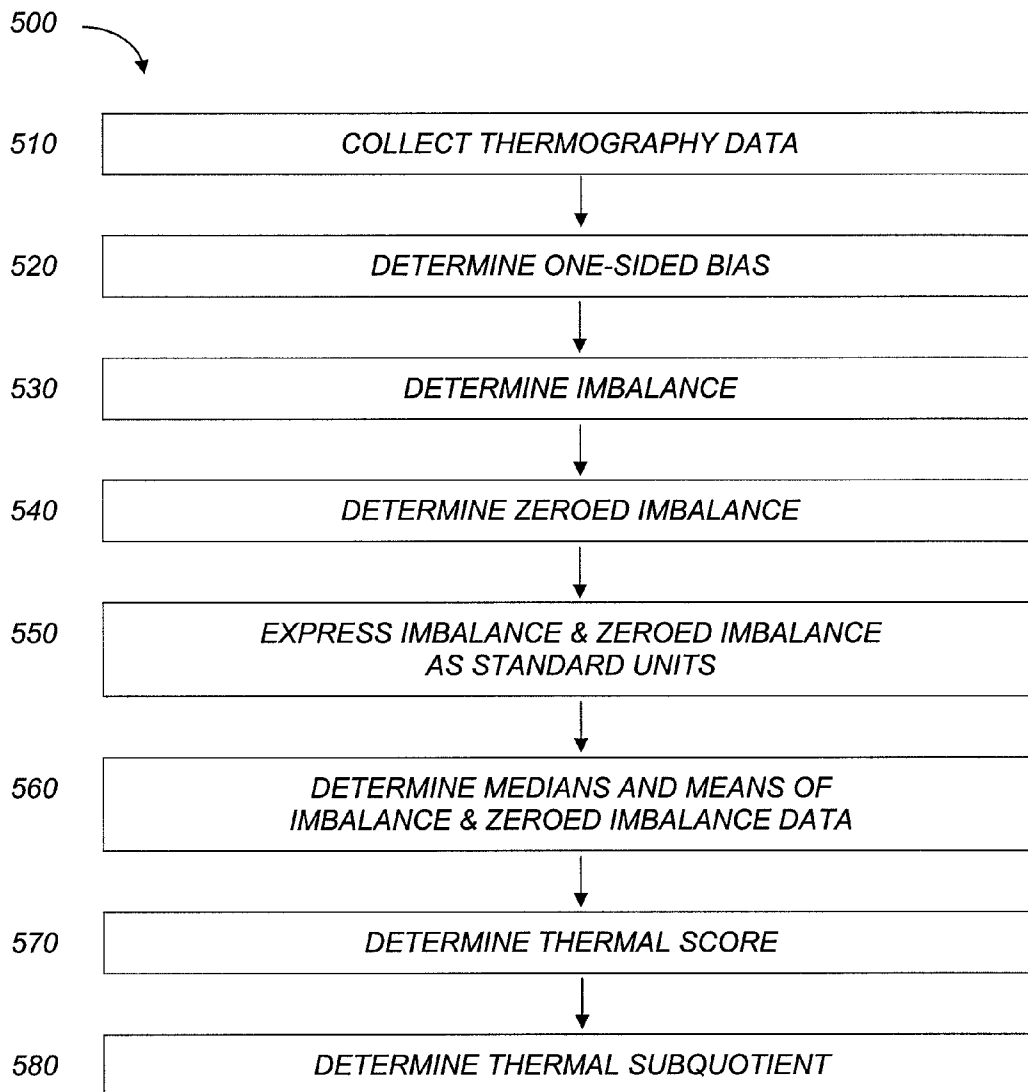 500
510 COLLECT THERMOGRAPHY DATA
520 DETERMINE ONE-SIDED BIAS
530 DETERMINE IMBALANCE
540 DETERMINE ZEROED IMBALANCE
550 EXPRESS IMBALANCE & ZEROED IMBALANCE
AS STANDARD UNITS
560 DETERMINE MEDIANS AND MEANS OF
IMBALANCE & ZEROED IMBALANCE DATA
570 DETERMINE THERMAL SCORE
580 DETERMINE THERMAL SUBQUOTIENT